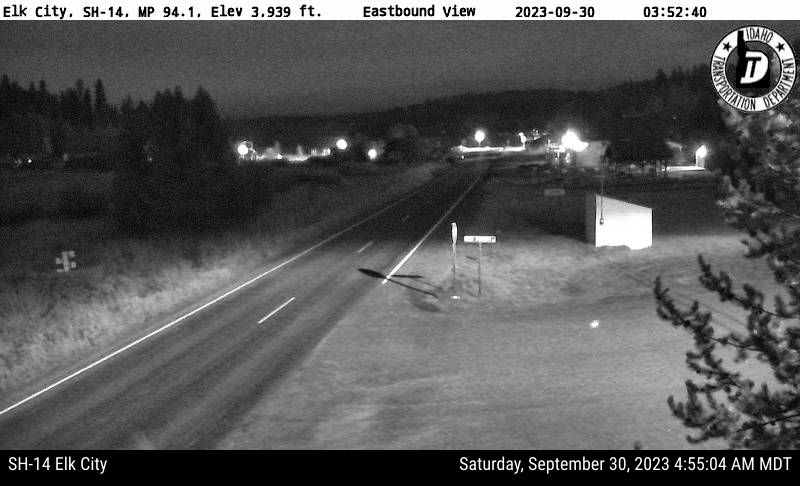 Elk City, SH-14, MP 94.1, Elev 3,939 ft. Eastbound View 2023-09-30 03:52:40
IDAHO
TRANSPORTATION DEPARTMENT
SH-14 Elk City Saturday, September 30, 2023 4:55:04 AM MDT